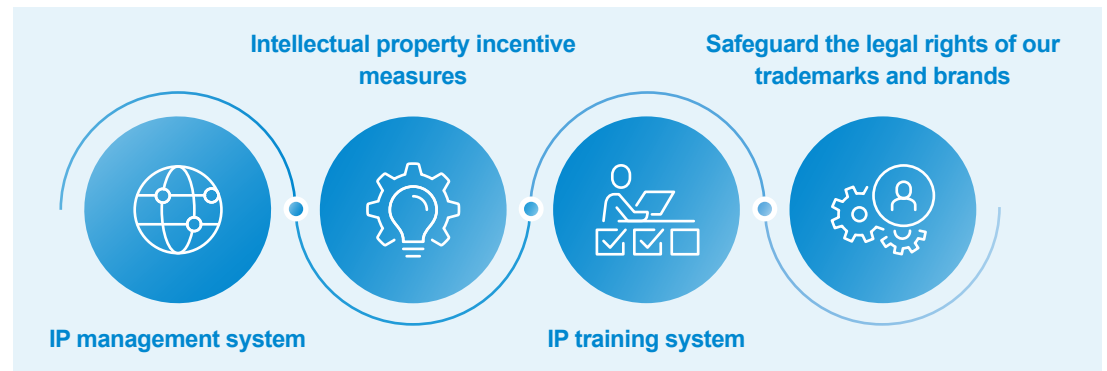 Intellectual property incentive
measures
Safeguard the legal rights of our
trademarks and brands
IP management system
IP training system